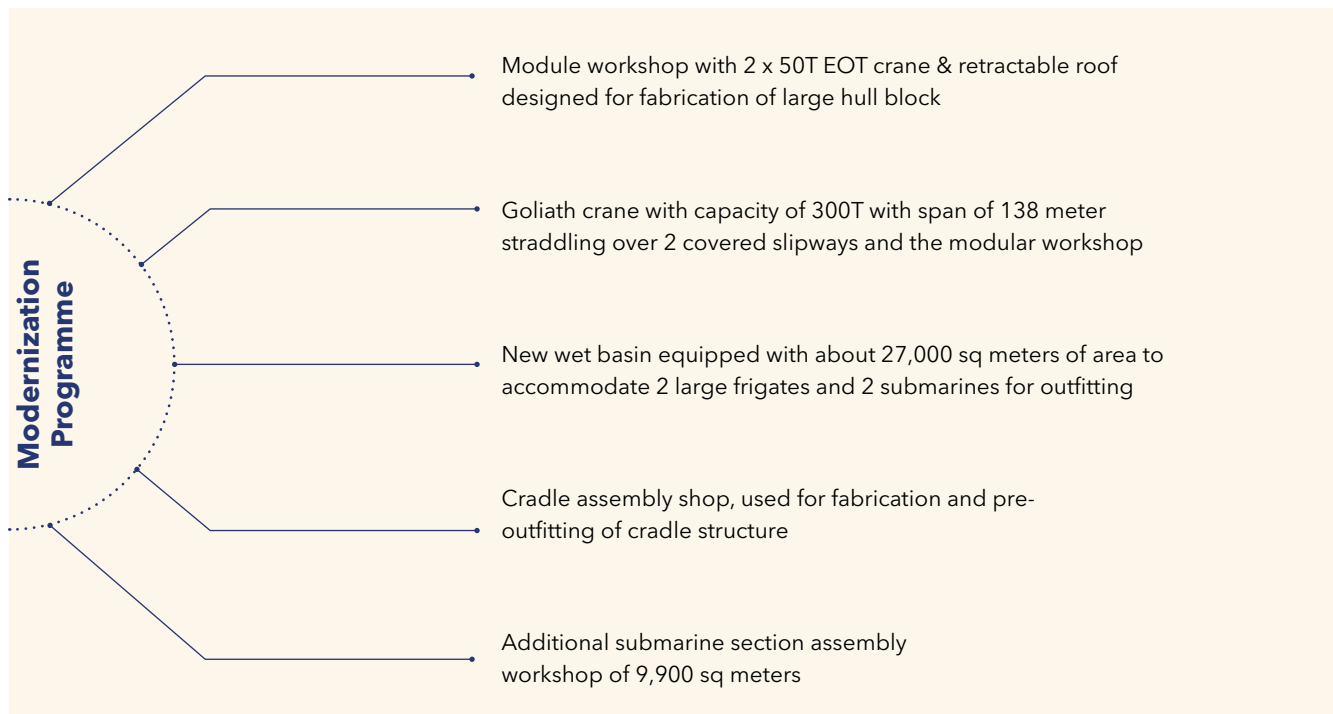 Modernization
Programme
Module workshop with 2 x 50T EOT crane & retractable roof
designed for fabrication of large hull block
Goliath crane with capacity of 300T with span of 138 meter
straddling over 2 covered slipways and the modular workshop
New wet basin equipped with about 27,000 sq meters of area to
accommodate 2 large frigates and 2 submarines for outfitting
Cradle assembly shop, used for fabrication and pre-
outfitting of cradle structure
Additional submarine section assembly
workshop of 9,900 sq meters